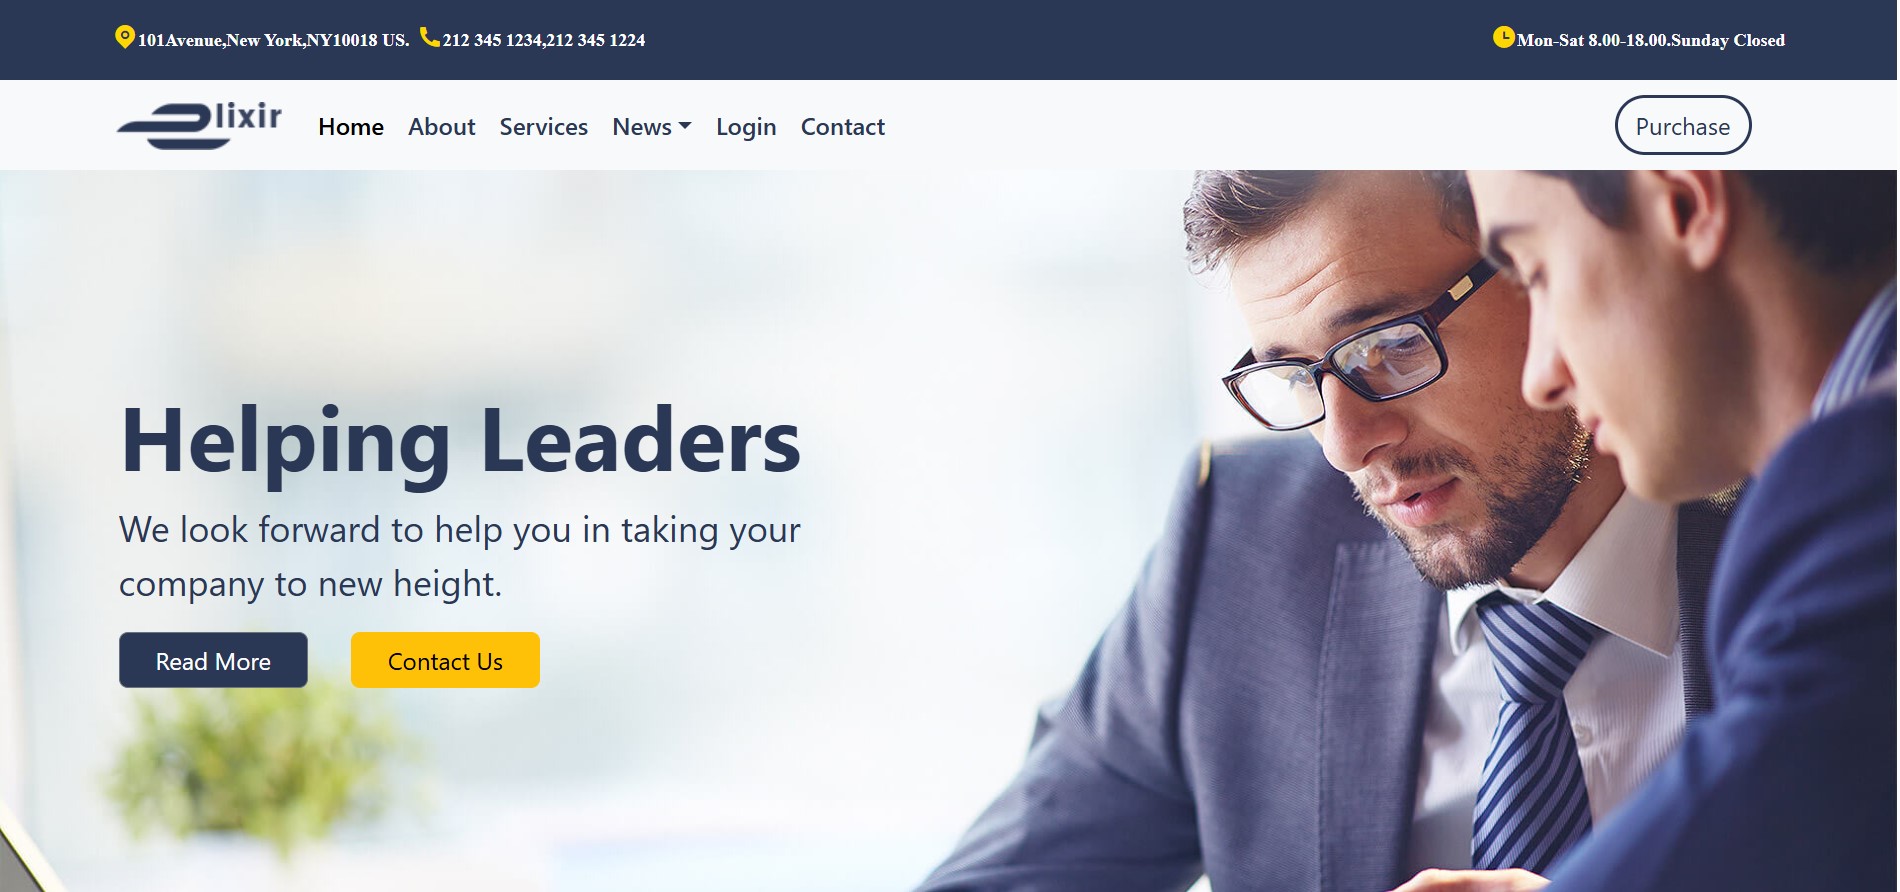 101Avenue,New York,NY10018 US. 212 345 1234,212 345 1224 Mon-Sat 8.00-18.00.Sunday Closed
elixir Home About Services News Login Contact Purchase
Helping Leaders
We look forward to help you in taking your
company to new height.
Read More Contact Us